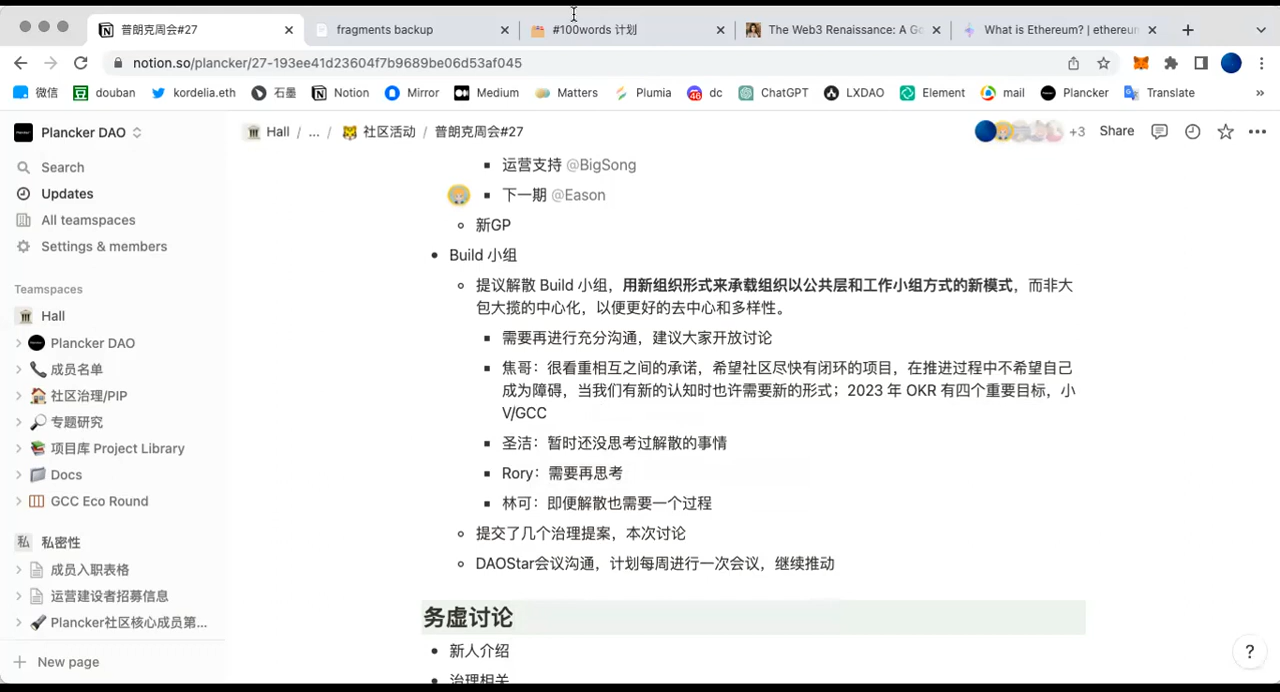 普朗克周会#27
fragments backup
#100words 计划
The Web3 Renaissance: A Go
What is Ethereum? | ethereum
notion.so/plancker/27-193ee41d23604f7b9689be06d53af045
微信
douban
kordelia.eth
石墨
Notion
Mirror
Medium
Matters
Plumia
dc
ChatGPT
LXDAO
Element
mail
Plancker
Translate
»
Plancker DAO
Hall / ... / 社区活动 / 普朗克周会#27
+3
Share
Search
Updates
All teamspaces
Settings & members
Teamspaces
Hall
Plancker DAO
成员名单
社区治理/PIP
专题研究
项目库 Project Library
Docs
GCC Eco Round
私 私密性
成员入职表格
运营建设者招募信息
Plancker社区核心成员第...
New page
运营支持 @BigSong
下一期 @Eason
新GP
Build 小组
提议解散 Build 小组，用新组织形式来承载组织以公共层和工作小组方式的新模式，而非大
包大揽的中心化，以便更好的去中心和多样性。
需要再进行充分沟通，建议大家开放讨论
焦哥：很看重相互之间的承诺，希望社区尽快有闭环的项目，在推进过程中不希望自己
成为障碍，当我们有新的认知时也许需要新的形式；2023 年 OKR 有四个重要目标，小
V/GCC
圣洁：暂时还没思考过解散的事情
Rory：需要再思考
林可：即便解散也需要一个过程
提交了几个治理提案，本次讨论
DAOStar会议沟通，计划每周进行一次会议，继续推动
务虚讨论
新人介绍
治理相关
?